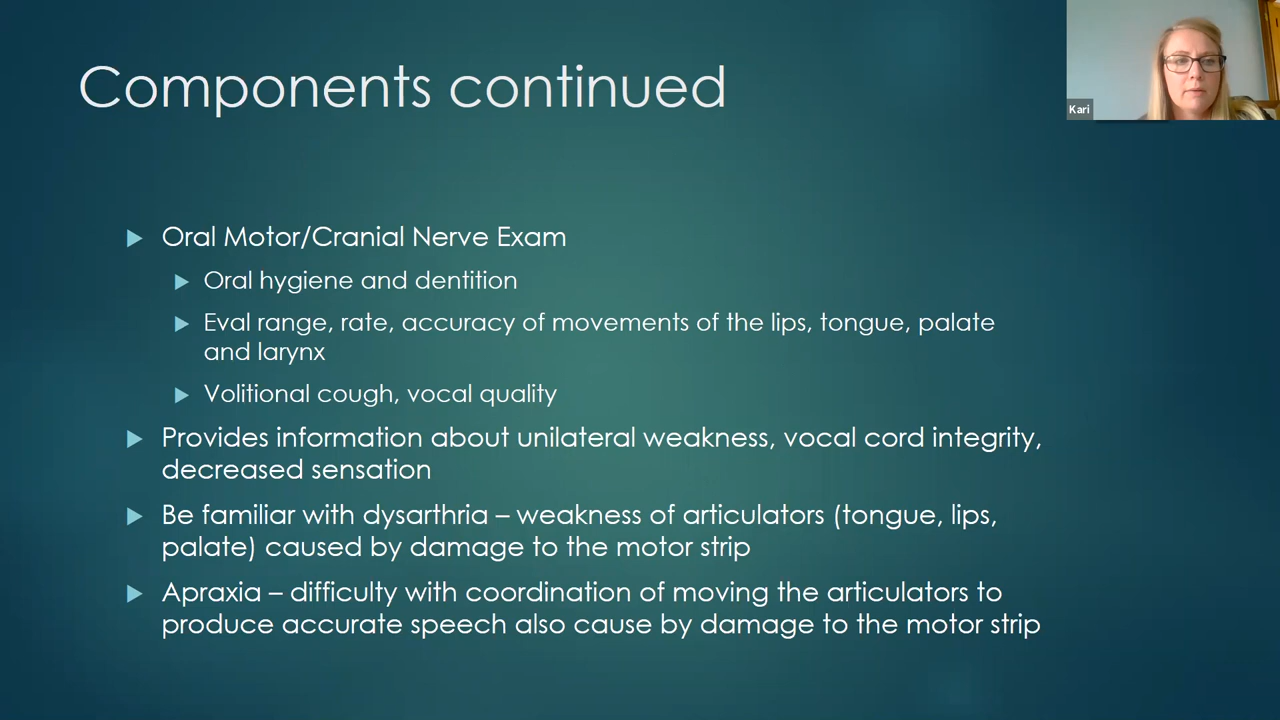 Components continued
Kari
Oral Motor/Cranial Nerve Exam
Oral hygiene and dentition
Eval range, rate, accuracy of movements of the lips, tongue, palate
and larynx
Volitional cough, vocal quality
Provides information about unilateral weakness, vocal cord integrity,
decreased sensation
Be familiar with dysarthria – weakness of articulators (tongue, lips,
palate) caused by damage to the motor strip
Apraxia – difficulty with coordination of moving the articulators to
produce accurate speech also cause by damage to the motor strip